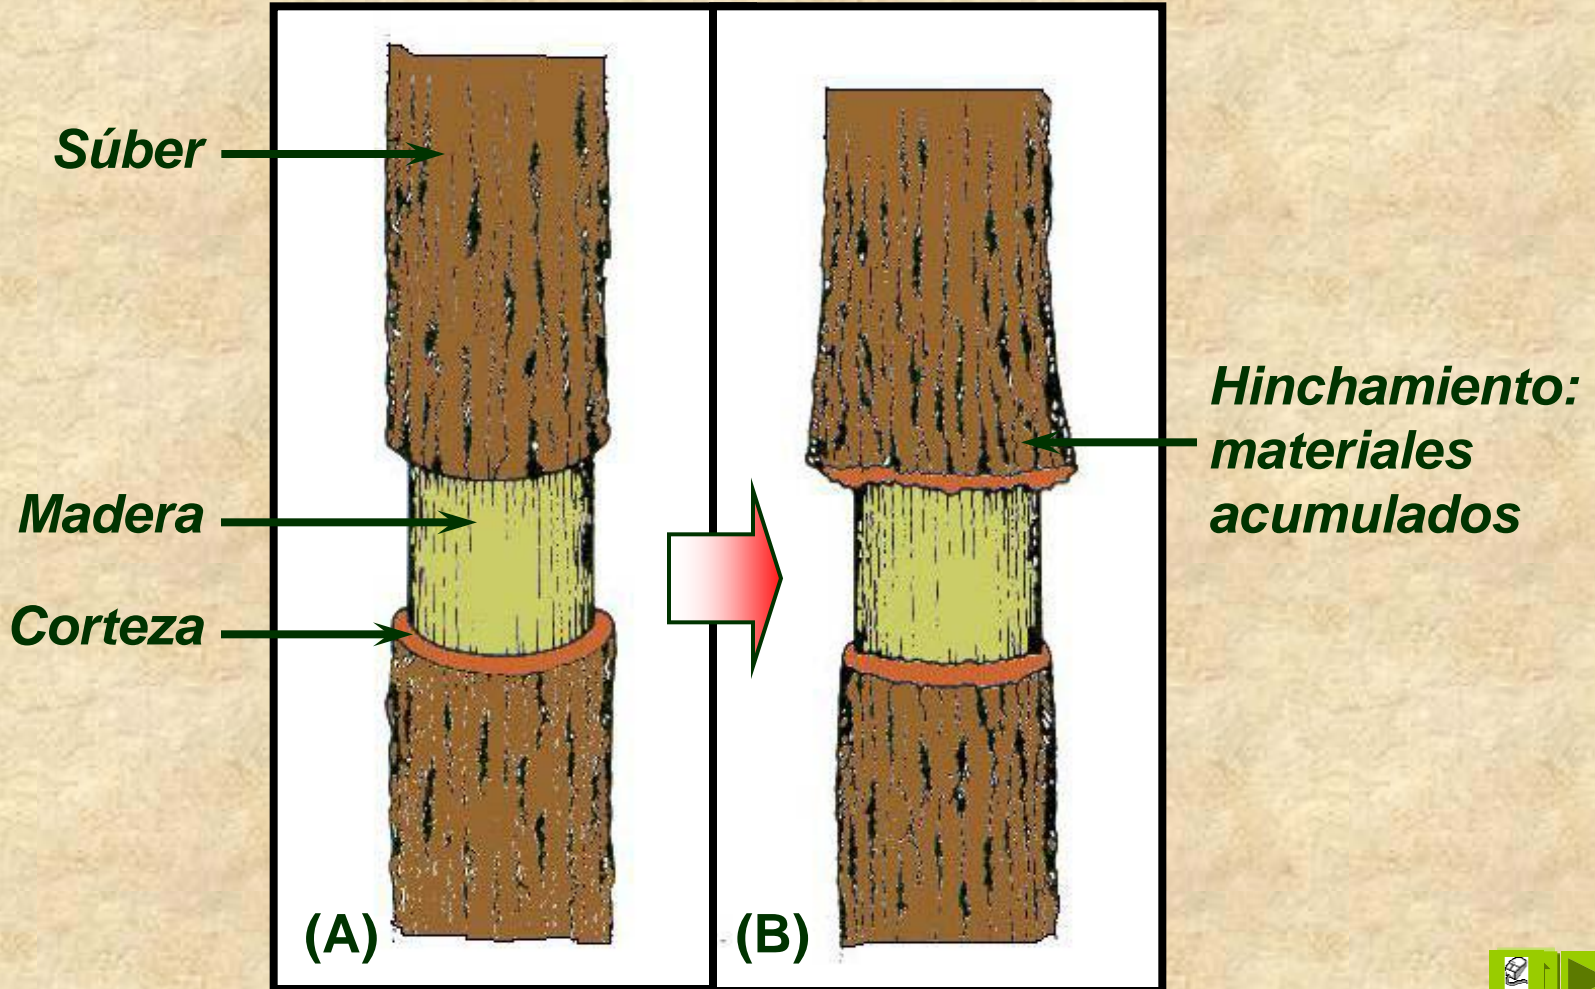 Súber
Madera
Corteza
Hinchamiento:
materiales
acumulados
(A)
(B)